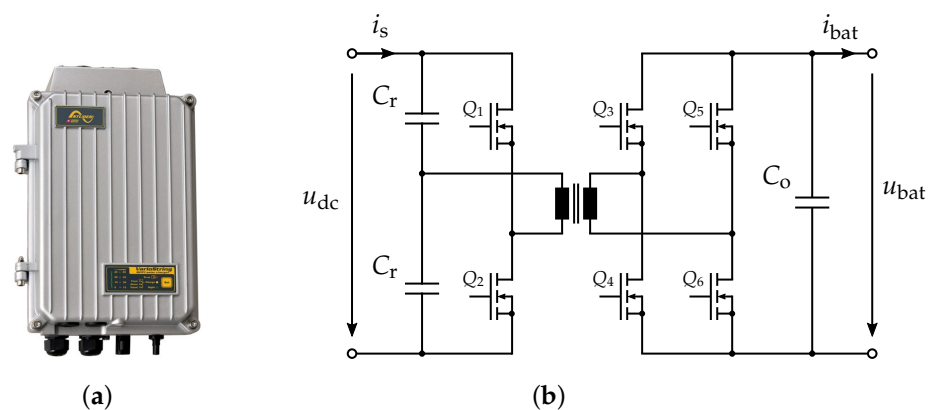 i_s
i_bat
C_r
Q_1
Q_3
Q_5
u_dc
C_o
u_bat
C_r
Q_2
Q_4
Q_6
VarioString
(a)
(b)